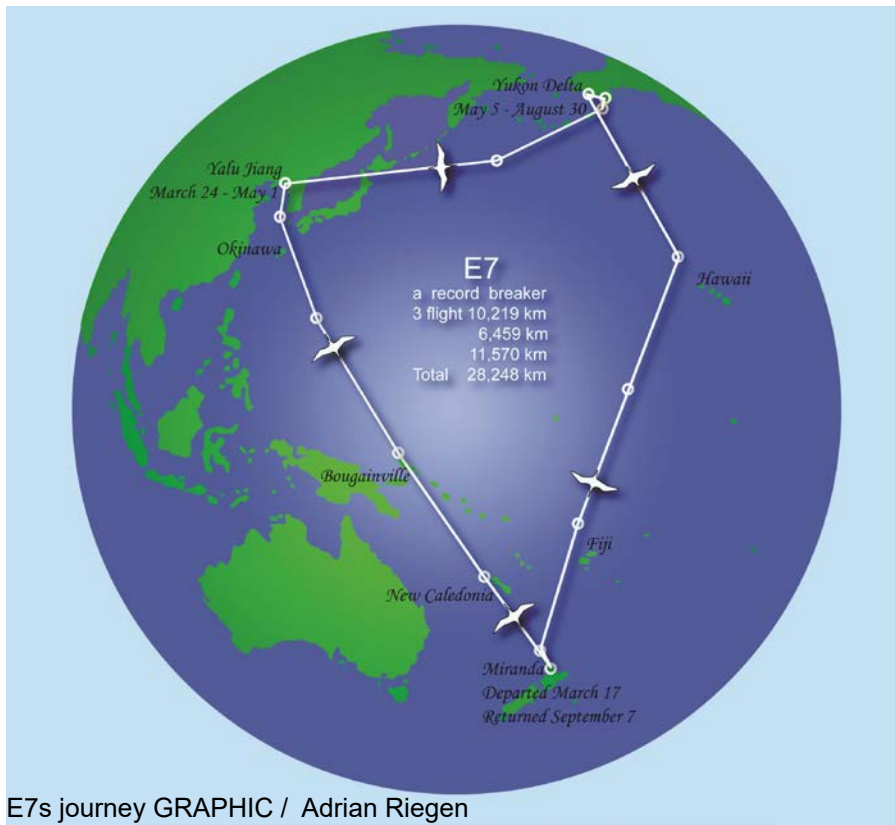 Yukon Delta
May 5 - August 30
Yalu Jiang
March 24 - May 1
Okinawa
E7
a record breaker
3 flight 10,219 km
6,459 km
11,570 km
Total 28,248 km
Hawaii
Bougainville
Fiji
New Caledonia
Miranda
Departed March 17
Returned September 7
E7s journey GRAPHIC / Adrian Riegen